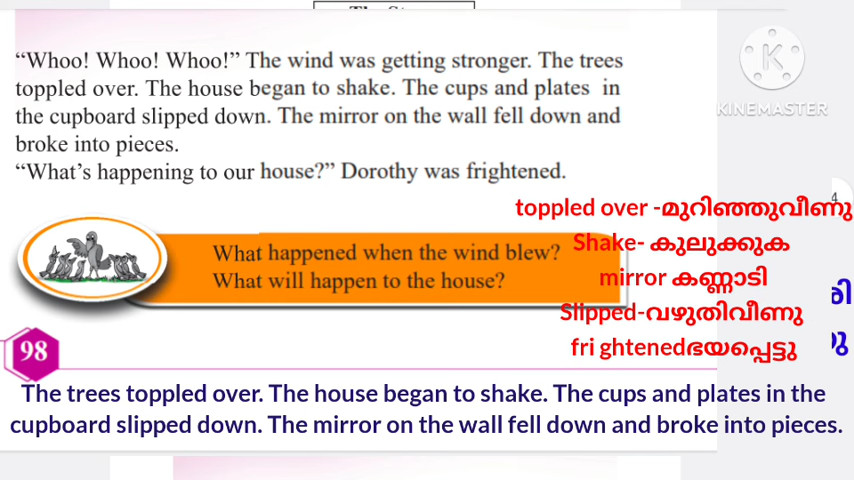 “Whoo! Whoo! Whoo!” The wind was getting stronger. The trees
toppled over. The house began to shake. The cups and plates in
the cupboard slipped down. The mirror on the wall fell down and
broke into pieces.
“What’s happening to our house?” Dorothy was frightened.
KINEMASTER
toppled over -മുറിഞ്ഞുവീണു
Shake- കുലുക്കുക
mirror കണ്ണാടി
Slipped-വഴുതിവീണു
fri ghtenedഭയപ്പെട്ടു
What happened when the wind blew?
What will happen to the house?
98
The trees toppled over. The house began to shake. The cups and plates in the
cupboard slipped down. The mirror on the wall fell down and broke into pieces.